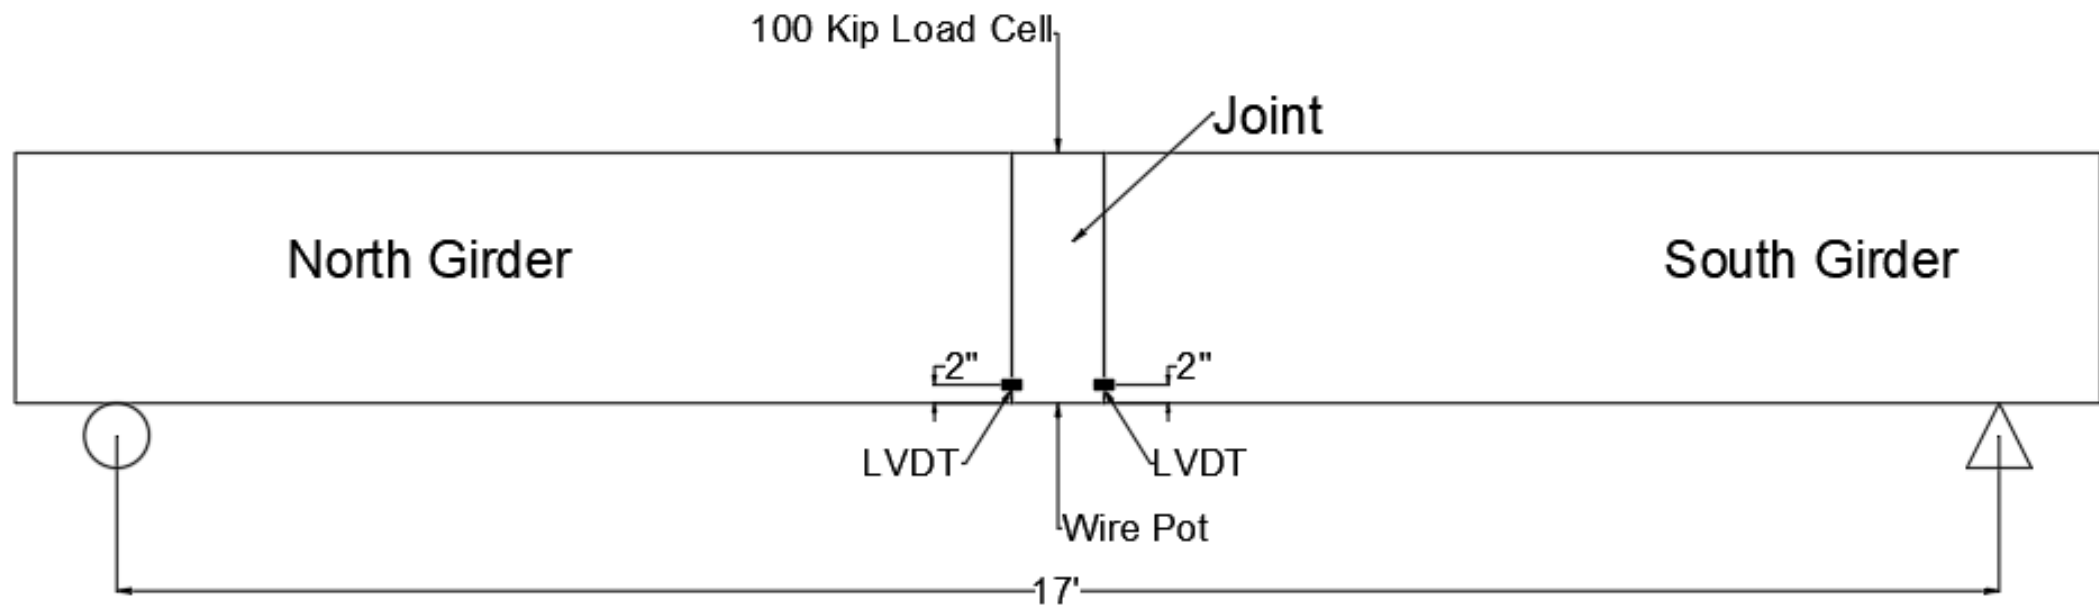 100 Kip Load Cell
Joint
North Girder
South Girder
2"
2"
LVDT
LVDT
Wire Pot
17'